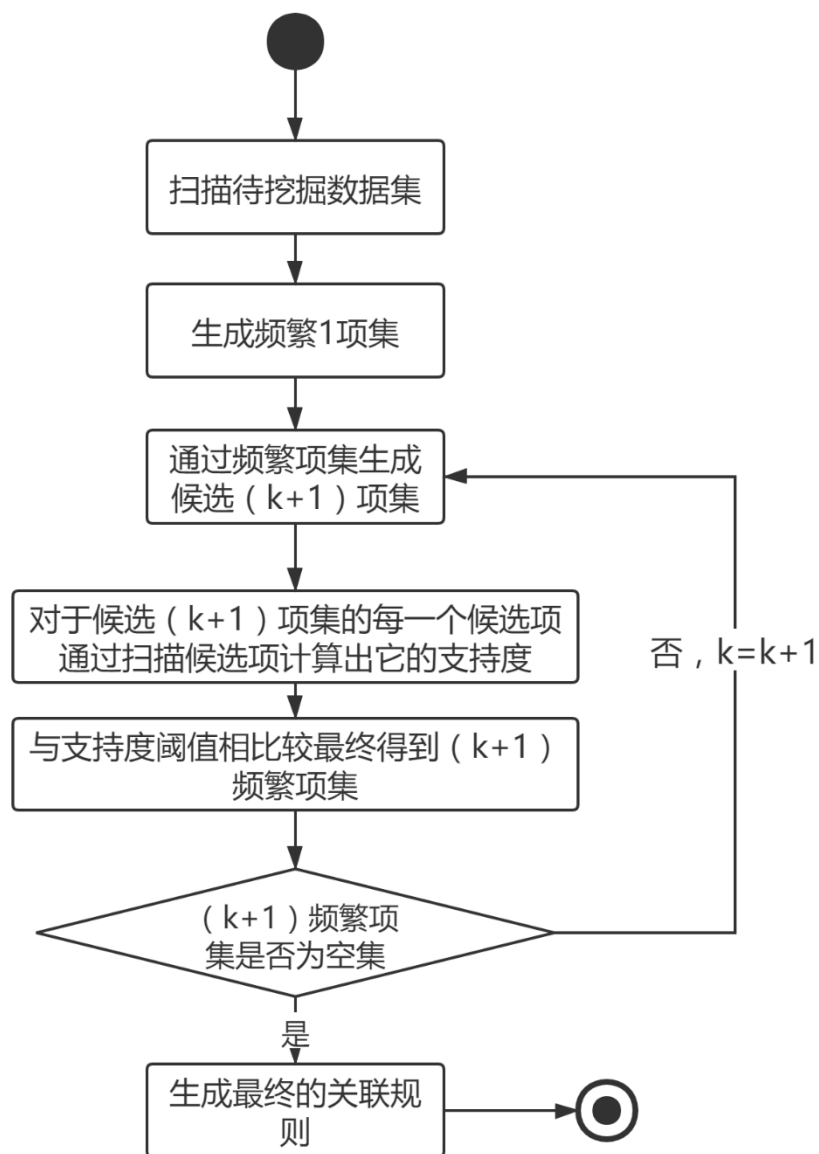 扫描待挖掘数据集
生成频繁1项集
通过频繁项集生成
候选（k+1）项集
对于候选（k+1）项集的每一个候选项
通过扫描候选项计算出它的支持度
否，k=k+1
与支持度阈值相比较最终得到（k+1）
频繁项集
（k+1）频繁项
集是否为空集
是
生成最终的关联规
则